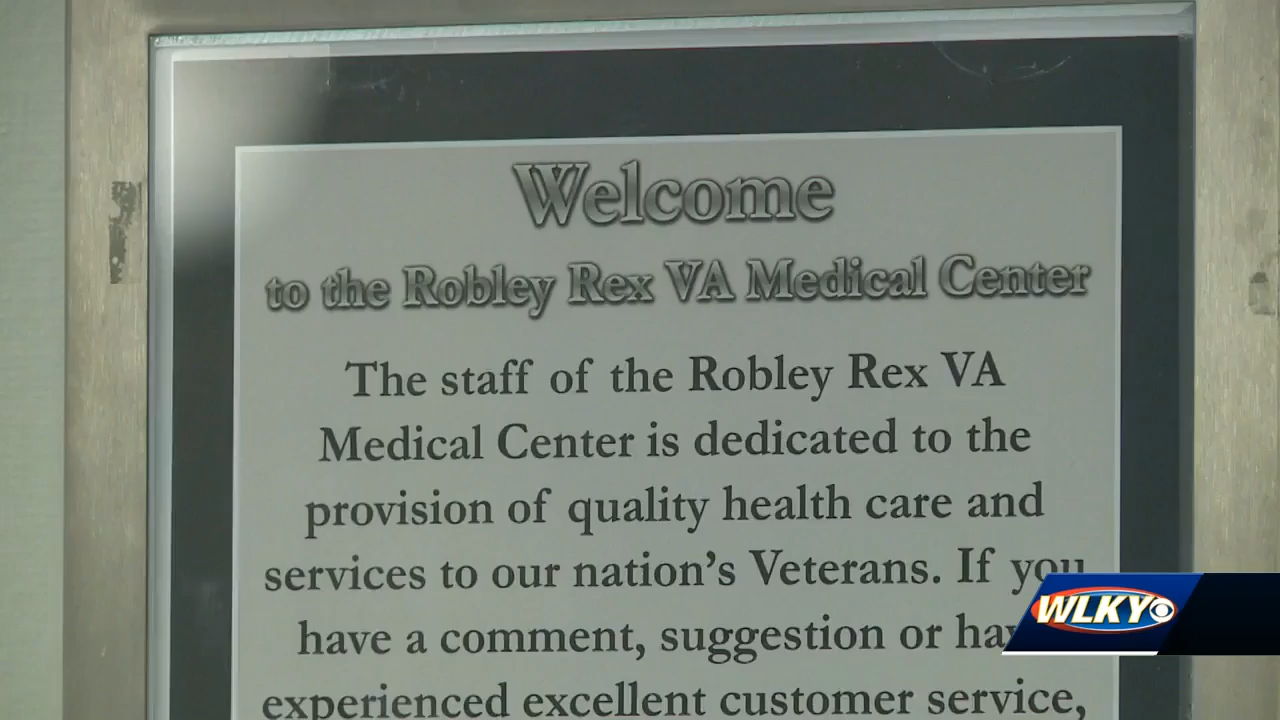 Welcome
to the Robley Rex VA Medical Center
The staff of the Robley Rex VA
Medical Center is dedicated to the
provision of quality health care and
services to our nation's Veterans. If you
have a comment, suggestion or have
experienced excellent customer service,
WLKY